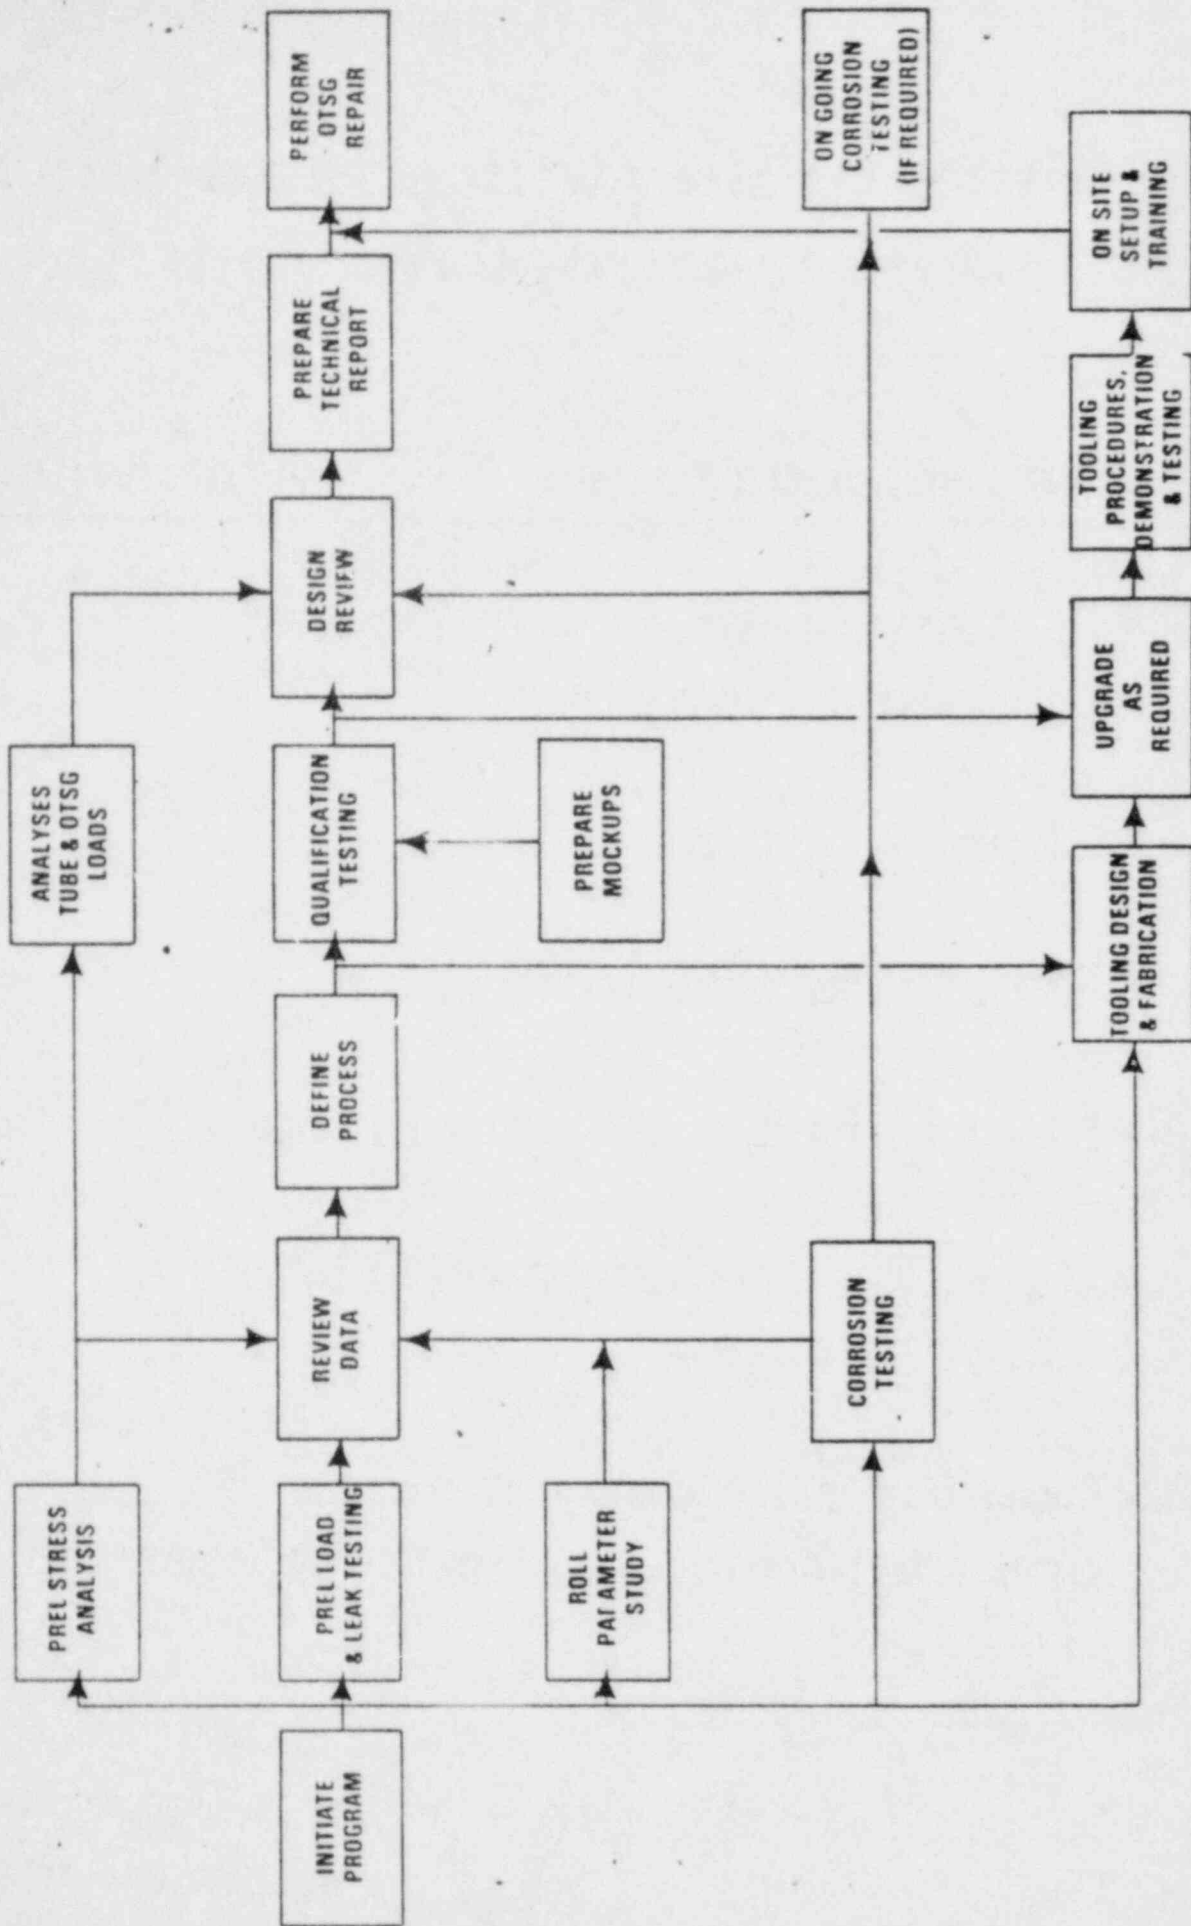 INITIATE
PROGRAM
PREL STRESS
ANALYSIS
PREL LOAD
& LEAK TESTING
ROLL
PAI AMETER
STUDY
CORROSION
TESTING
REVIEW
DATA
DEFINE
PROCESS
ANALYSES
TUBE & OTSG
LOADS
QUALIFICATION
TESTING
PREPARE
MOCKUPS
TOOLING DESIGN
& FABRICATION
DESIGN
REVIEW
UPGRADE
AS
REQUIRED
PREPARE
TECHNICAL
REPORT
TOOLING
PROCEDURES,
DEMONSTRATION
& TESTING
PERFORM
OTSG
REPAIR
ON GOING
CORROSION
TESTING
(IF REQUIRED)
ON SITE
SETUP &
TRAINING